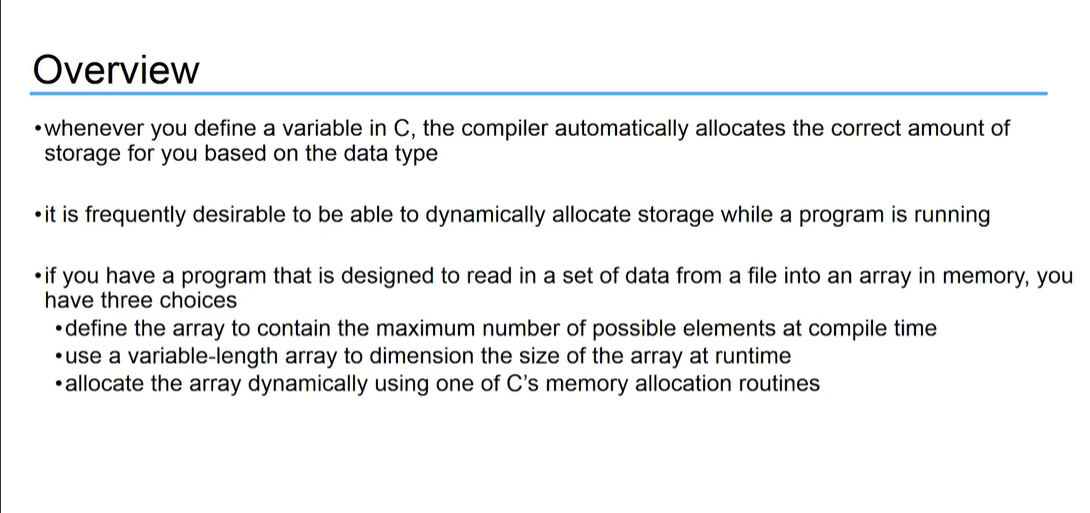 Overview
•whenever you define a variable in C, the compiler automatically allocates the correct amount of
storage for you based on the data type
•it is frequently desirable to be able to dynamically allocate storage while a program is running
•if you have a program that is designed to read in a set of data from a file into an array in memory, you
have three choices
•define the array to contain the maximum number of possible elements at compile time
•use a variable-length array to dimension the size of the array at runtime
•allocate the array dynamically using one of C’s memory allocation routines